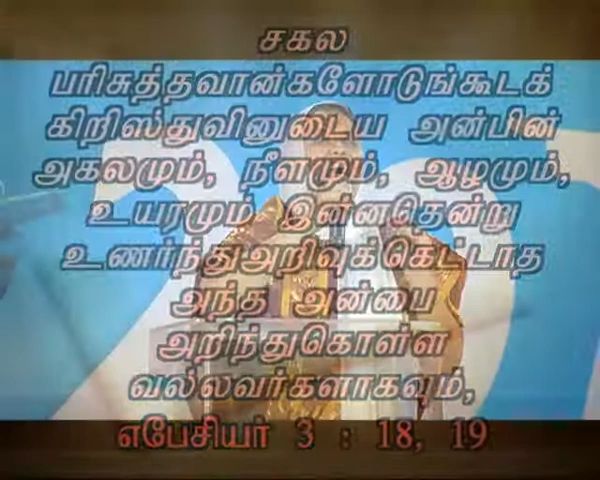 சகல
பரிசுத்தவான்களோடுங்கூடக்
கிறிஸ்துவினுடைய அன்பின்
அகலமும், நீளமும், ஆழமும்,
உயரமும் இன்னதென்று
உணர்ந்துஅறிவுக்கெட்டாத
அந்த அன்பை
அறிந்துகொள்ள
வல்லவர்களாகவும்,
எபேசியர் 3 : 18, 19